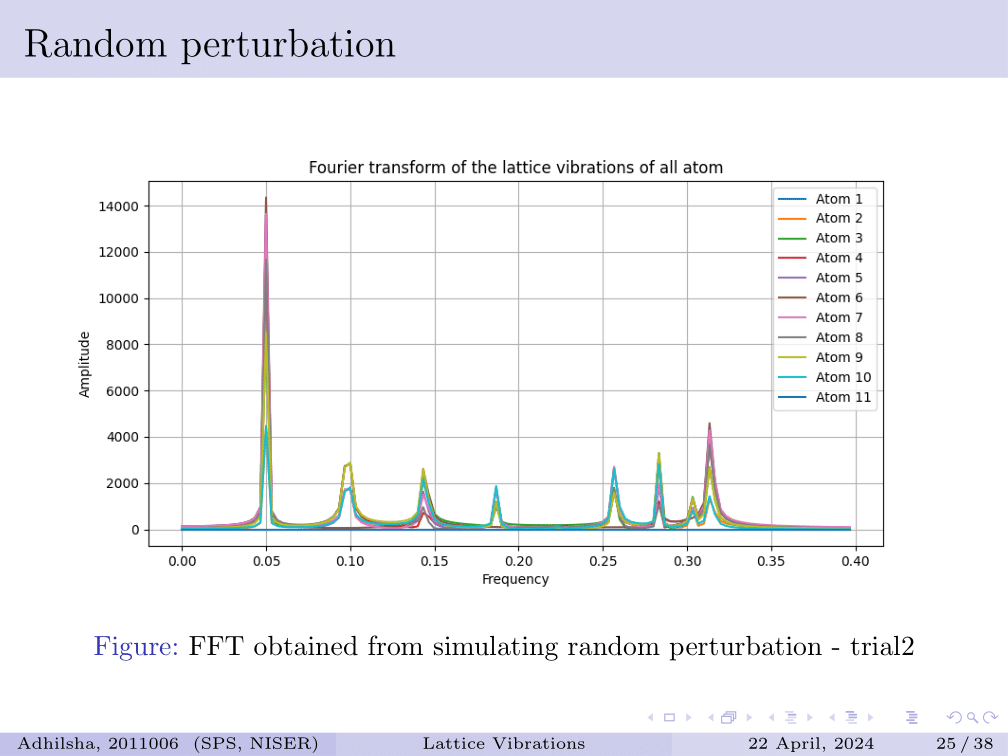 Random perturbation
Fourier transform of the lattice vibrations of all atom
14000
12000
10000
8000
6000
4000
2000
0
Amplitude
0.00 0.05 0.10 0.15 0.20 0.25 0.30 0.35 0.40
Frequency
Atom 1
Atom 2
Atom 3
Atom 4
Atom 5
Atom 6
Atom 7
Atom 8
Atom 9
Atom 10
Atom 11
Figure: FFT obtained from simulating random perturbation - trial2
Adhilsha, 2011006 (SPS, NISER) Lattice Vibrations 22 April, 2024 25 / 38